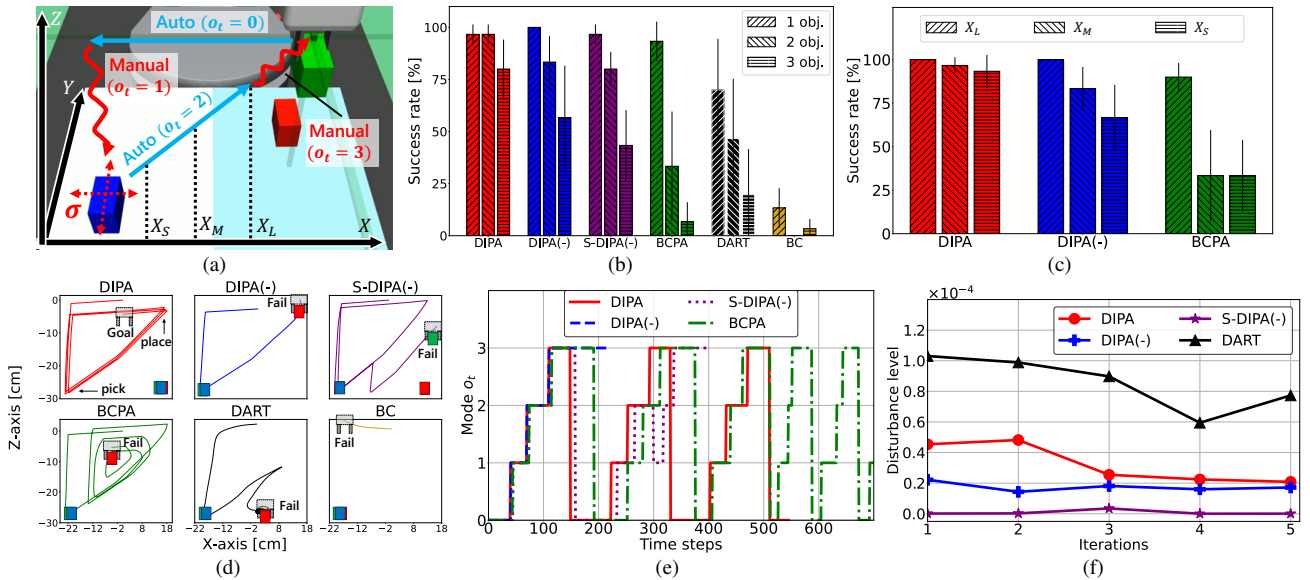 Z
Auto (o_t = 0)
Manual
(o_t = 1)
Y
Auto (o_t = 2)
Manual
(o_t = 3)
σ
X_S
X_M
X_L
X
(a)
Success rate [%]
100
75
50
25
0
1 obj.
2 obj.
3 obj.
DIPA
DIPA(-)
S-DIPA(-)
BCPA
DART
BC
(b)
Success rate [%]
100
75
50
25
0
X_L
X_M
X_S
DIPA
DIPA(-)
BCPA
(c)
Z-axis [cm]
DIPA
0
−10
−20
−30
Goal
place
pick
DIPA(-)
Fail
S-DIPA(-)
Fail
BCPA
0
−10
−20
−30
Fail
−22
−12
−2
8
18
DART
Fail
−22
−12
−2
8
18
BC
Fail
−22
−12
−2
8
18
X-axis [cm]
(d)
Mode o_t
3
2
1
0
DIPA
DIPA(-)
S-DIPA(-)
BCPA
100
200
300
400
500
600
Time steps
(e)
×10⁻⁴
Disturbance level
1.2
1.0
0.8
0.6
0.4
0.2
0.0
DIPA
DIPA(-)
S-DIPA(-)
DART
1
2
3
4
5
Iterations
(f)